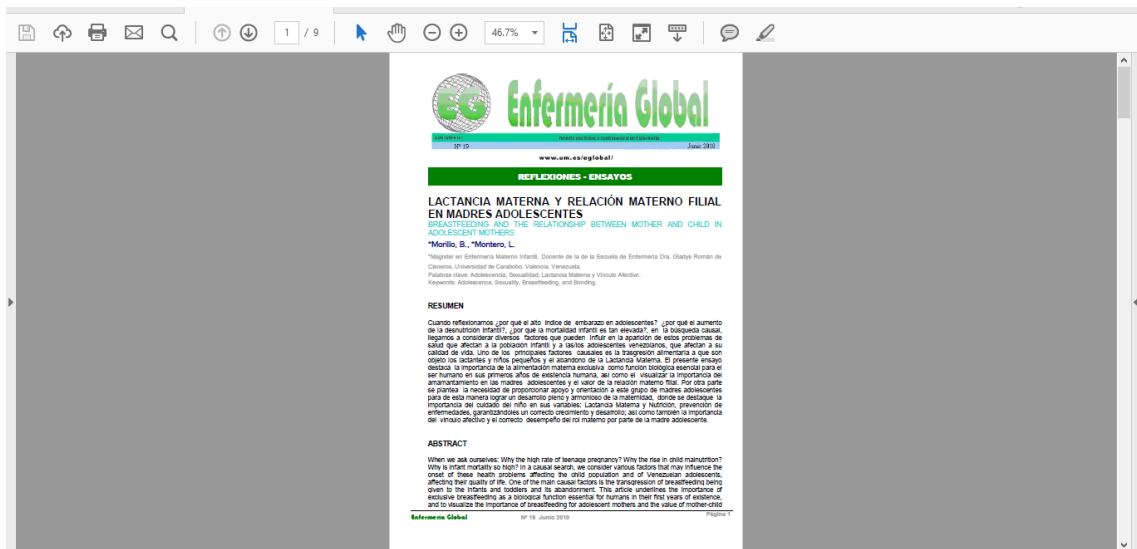 1 / 9
46.7%
EG Enfermería Global
Nº 19
Junio 2010
www.um.es/eglobal/
REFLEXIONES - ENSAYOS
LACTANCIA MATERNA Y RELACIÓN MATERNO FILIAL
EN MADRES ADOLESCENTES
BREASTFEEDING AND THE RELATIONSHIP BETWEEN MOTHER AND CHILD IN
ADOLESCENT MOTHERS
*Morillo, B., *Montero, L.
*Magister en Enfermería Materno Infantil. Docente de la de la Escuela de Enfermería Dra. Gladys Román de
Cisneros. Universidad de Carabobo. Valencia. Venezuela.
Palabras clave: Adolescencia, Sexualidad, Lactancia Materna y Vínculo Afectivo.
Keywords: Adolescence, Sexuality, Breastfeeding, and Bonding.
RESUMEN
Cuando reflexionamos ¿por qué el alto índice de embarazo en adolescentes? ¿por qué el aumento
de la desnutrición infantil?, ¿por qué la mortalidad infantil es tan elevada?, en la búsqueda causal,
llegamos a considerar diversos factores que pueden influir en la aparición de estos problemas de
salud que afectan a la población infantil y a las/los adolescentes venezolanos, que afectan a su
calidad de vida. Uno de los principales factores causales es la trasgresión alimentaria a que son
objeto los lactantes y niños pequeños y el abandono de la Lactancia Materna. El presente ensayo
destaca la importancia de la alimentación materna exclusiva como función biológica esencial para el
ser humano en sus primeros años de existencia humana, así como el visualizar la importancia del
amamantamiento en las madres adolescentes y el valor de la relación materno filial. Por otra parte
se plantea la necesidad de proporcionar apoyo y orientación a este grupo de madres adolescentes
para de esta manera lograr un desarrollo pleno y armonioso de la maternidad, donde se destaque la
importancia del cuidado del niño en sus variables: Lactancia Materna y Nutrición, prevención de
enfermedades, garantizándoles un correcto crecimiento y desarrollo; así como también la importancia
del vínculo afectivo y el correcto desempeño del rol materno por parte de la madre adolescente.
ABSTRACT
When we ask ourselves: Why the high rate of teenage pregnancy? Why the rise in child malnutrition?
Why is infant mortality so high? In a causal search, we consider various factors that may influence the
onset of these health problems affecting the child population and of Venezuelan adolescents,
affecting their quality of life. One of the main causal factors is the transgression of breastfeeding being
given to the infants and toddlers and its abandonment. This article underlines the importance of
exclusive breastfeeding as a biological function essential for humans in their first years of existence,
and to visualize the importance of breastfeeding for adolescent mothers and the value of mother-child
Enfermería Global Nº 19 Junio 2010 Página 1